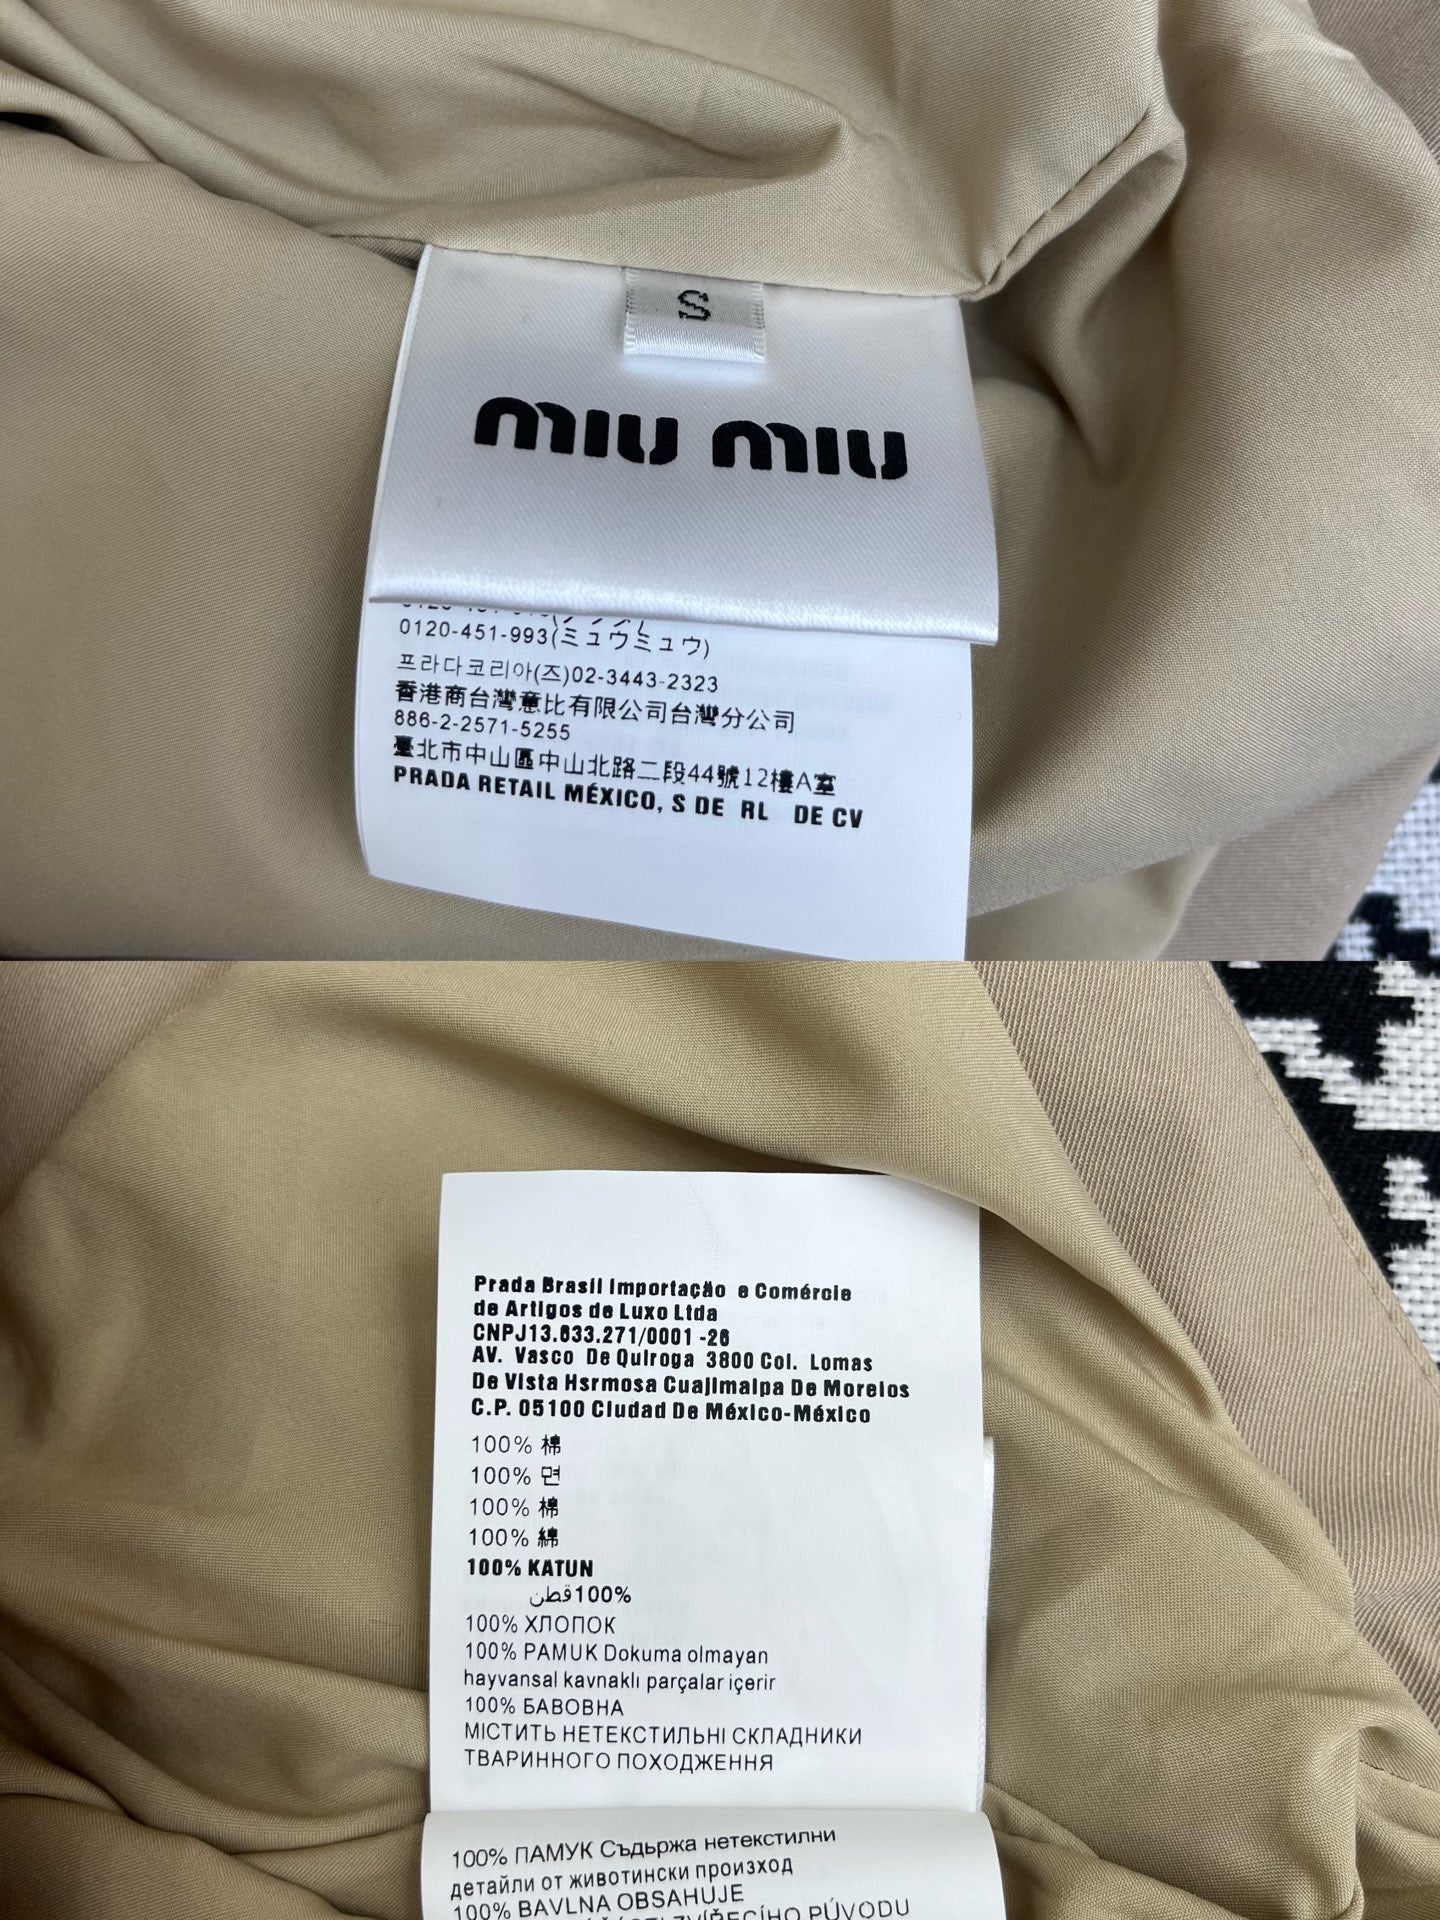 S
miu miu
0120-451-993(ミュウミュウ)
프라다코리아(즈)02-3443-2323
香港商台灣意比有限公司台灣分公司
886-2-2571-5255
臺北市中山區中山北路二段44號12樓A室
PRADA RETAIL MÉXICO, S DE RL DE CV
Prada Brasil Importação e Comércie
de Artigos de Luxo Ltda
CNPJ13.633.271/0001 -26
AV. Vasco De Quiroga 3800 Col. Lomas
De Vista Hsrmosa Cuajimalpa De Morelos
C.P. 05100 Ciudad De México-México
100% 棉
100% 면
100% 棉
100% 綿
100% KATUN
100% قطن
100% ХЛОПОК
100% PAMUK Dokuma olmayan
hayvansal kavnaklı parçalar içerir
100% БАВОВНА
МІСТИТЬ НЕТЕКСТИЛЬНІ СКЛАДНИКИ
ТВАРИННОГО ПОХОДЖЕННЯ
100% ПАМУК Съдьржа нетекстилни
детайли от животински произход
100% BAVLNA OBSAHUJE
ZVÍŘECÍHO PÚVODU